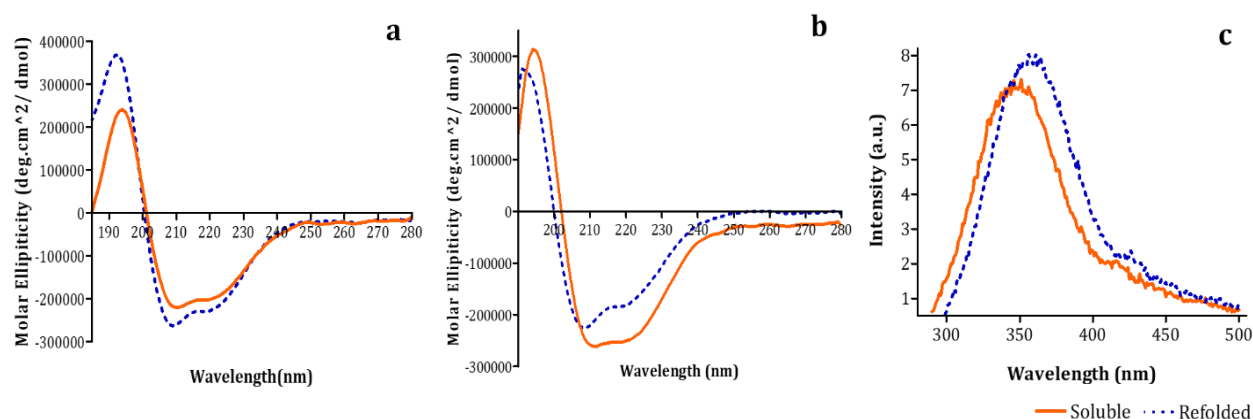 a
Molar Ellipticity (deg.cm^2/ dmol)
400000
300000
200000
100000
0
-100000
-200000
-300000
190 200 210 220 230 240 250 260 270 280
Wavelength(nm)
b
Molar Ellipticity (deg.cm^2/ dmol)
300000
200000
100000
0
-100000
-200000
-300000
200 210 220 230 240 250 260 270 280
Wavelength (nm)
c
Intensity (a.u.)
8
7
6
5
4
3
2
1
300 350 400 450 500
Wavelength (nm)
Soluble Refolded